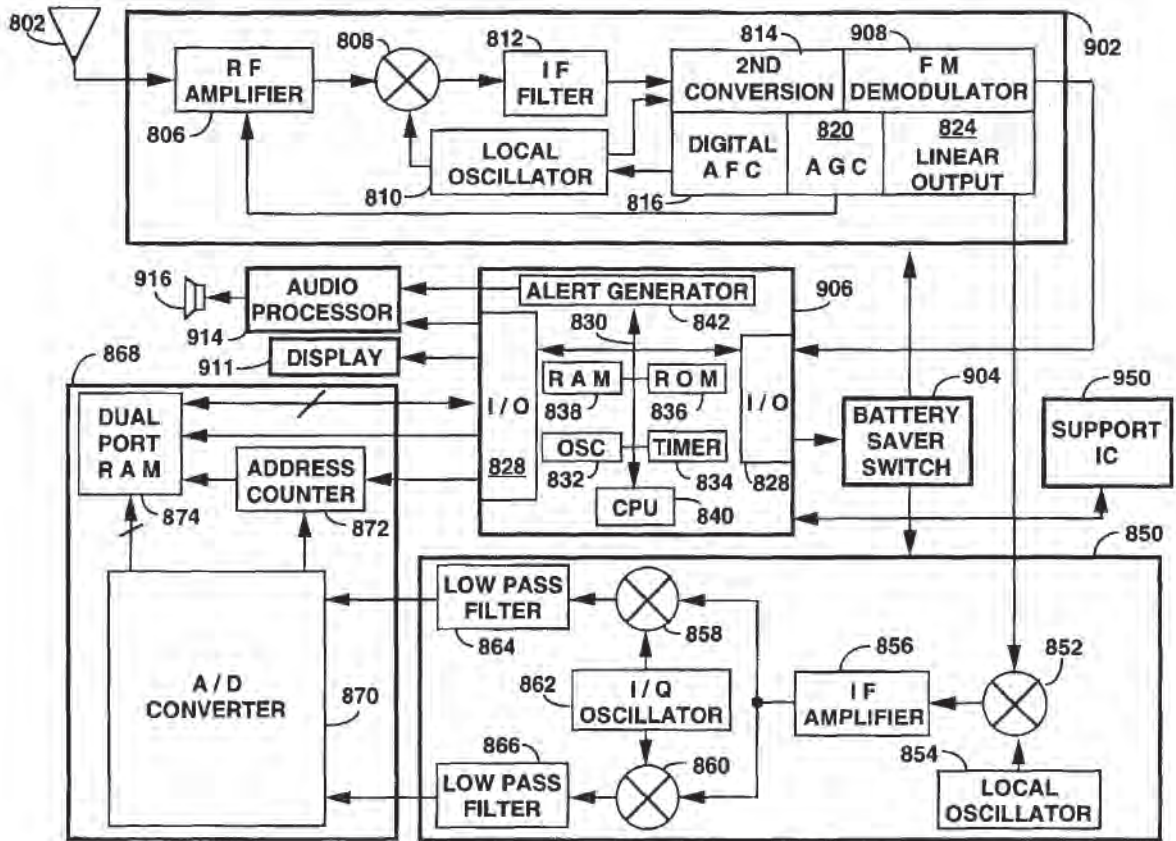 802
R F
AMPLIFIER
806
808
812
I F
FILTER
814
908
902
2ND
CONVERSION
F M
DEMODULATOR
LOCAL
OSCILLATOR
810
DIGITAL
A F C
816
820
A G C
824
LINEAR
OUTPUT
916
AUDIO
PROCESSOR
914
ALERT GENERATOR
842
906
868
911
DISPLAY
830
R A M
838
R O M
836
I / O
828
I / O
828
OSC
832
TIMER
834
CPU
840
904
BATTERY
SAVER
SWITCH
950
SUPPORT
IC
DUAL
PORT
R A M
874
ADDRESS
COUNTER
872
850
A / D
CONVERTER
870
LOW PASS
FILTER
864
858
862
I / Q
OSCILLATOR
856
I F
AMPLIFIER
852
866
LOW PASS
FILTER
860
854
LOCAL
OSCILLATOR